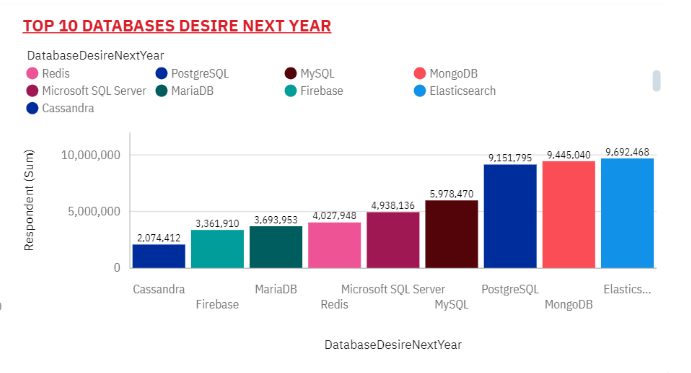 TOP 10 DATABASES DESIRE NEXT YEAR
DatabaseDesireNextYear
Redis PostgreSQL MySQL MongoDB
Microsoft SQL Server MariaDB Firebase Elasticsearch
Cassandra
Respondent (Sum)
10,000,000
5,000,000
0
2,074,412
3,361,910
3,693,953
4,027,948
4,938,136
5,978,470
9,151,795
9,445,040
9,692,468
Cassandra MariaDB Microsoft SQL Server PostgreSQL Elastics...
Firebase Redis MySQL MongoDB
DatabaseDesireNextYear